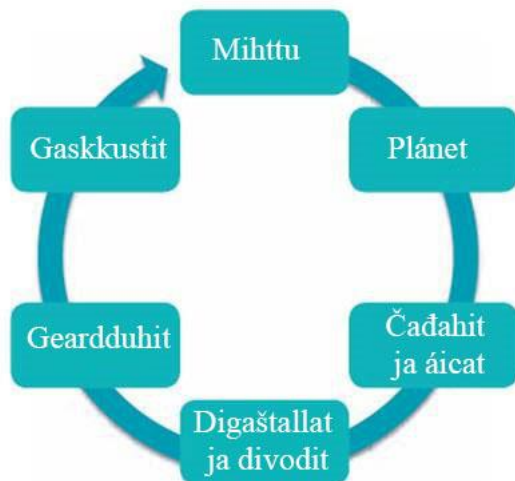 Mihttu
Plánet
Čađahit
ja áicat
Digaštallat
ja divodit
Geardduhit
Gaskkustit